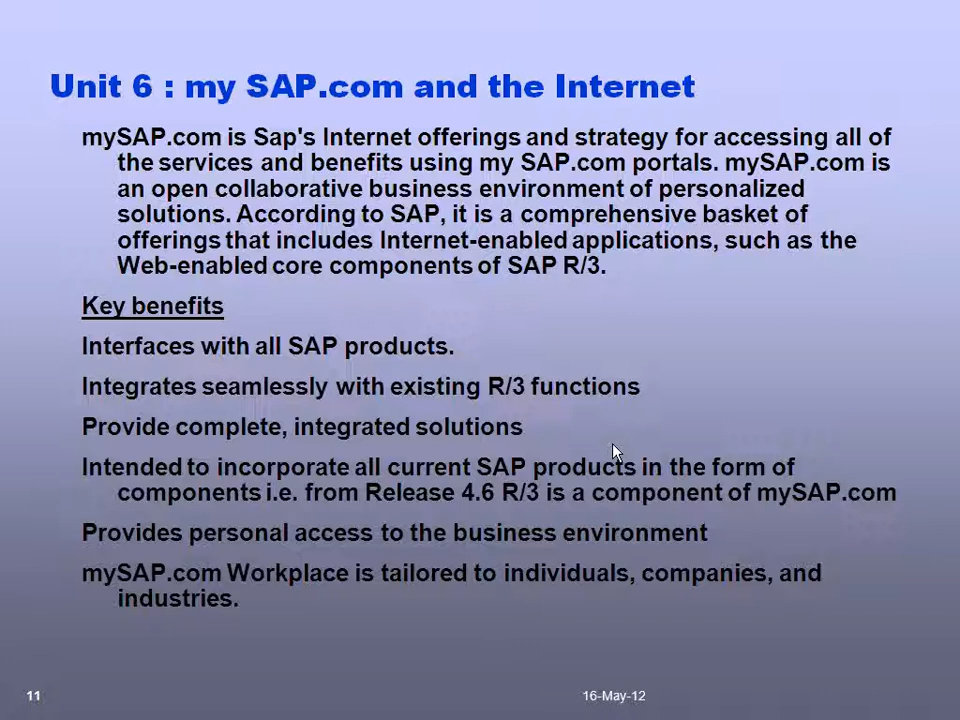 Unit 6 : my SAP.com and the Internet
mySAP.com is Sap's Internet offerings and strategy for accessing all of
the services and benefits using my SAP.com portals. mySAP.com is
an open collaborative business environment of personalized
solutions. According to SAP, it is a comprehensive basket of
offerings that includes Internet-enabled applications, such as the
Web-enabled core components of SAP R/3.
Key benefits
Interfaces with all SAP products.
Integrates seamlessly with existing R/3 functions
Provide complete, integrated solutions
Intended to incorporate all current SAP products in the form of
components i.e. from Release 4.6 R/3 is a component of mySAP.com
Provides personal access to the business environment
mySAP.com Workplace is tailored to individuals, companies, and
industries.
11
16-May-12